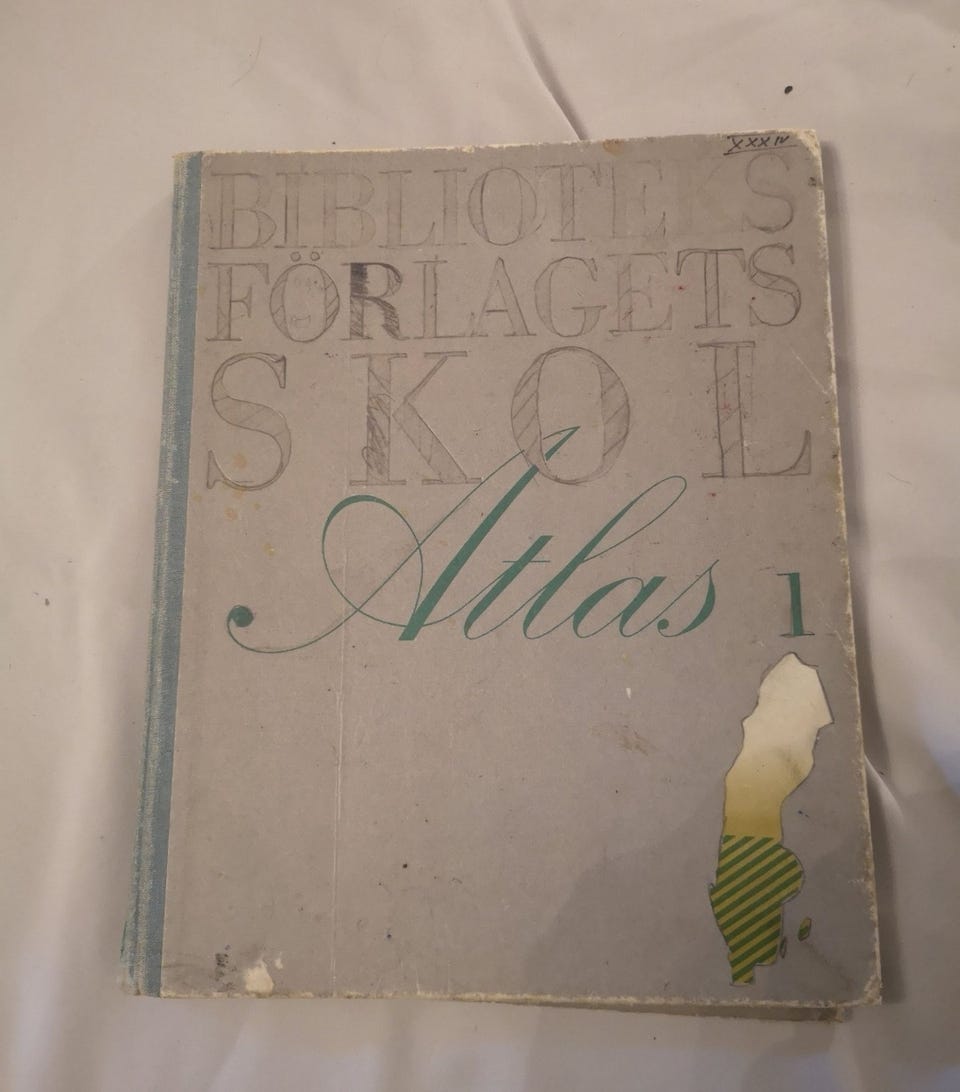 XXXIV
BIBLIOTEKS
FÖRLAGETS
SKOL
Atlas 1